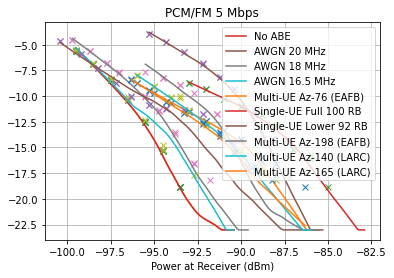 PCM/FM 5 Mbps
−5.0
−7.5
−10.0
−12.5
−15.0
−17.5
−20.0
−22.5
No ABE
AWGN 20 MHz
AWGN 18 MHz
AWGN 16.5 MHz
Multi-UE Az-76 (EAFB)
Single-UE Full 100 RB
Single-UE Lower 92 RB
Multi-UE Az-198 (EAFB)
Multi-UE Az-140 (LARC)
Multi-UE Az-165 (LARC)
−100.0 −97.5 −95.0 −92.5 −90.0 −87.5 −85.0 −82.5
Power at Receiver (dBm)